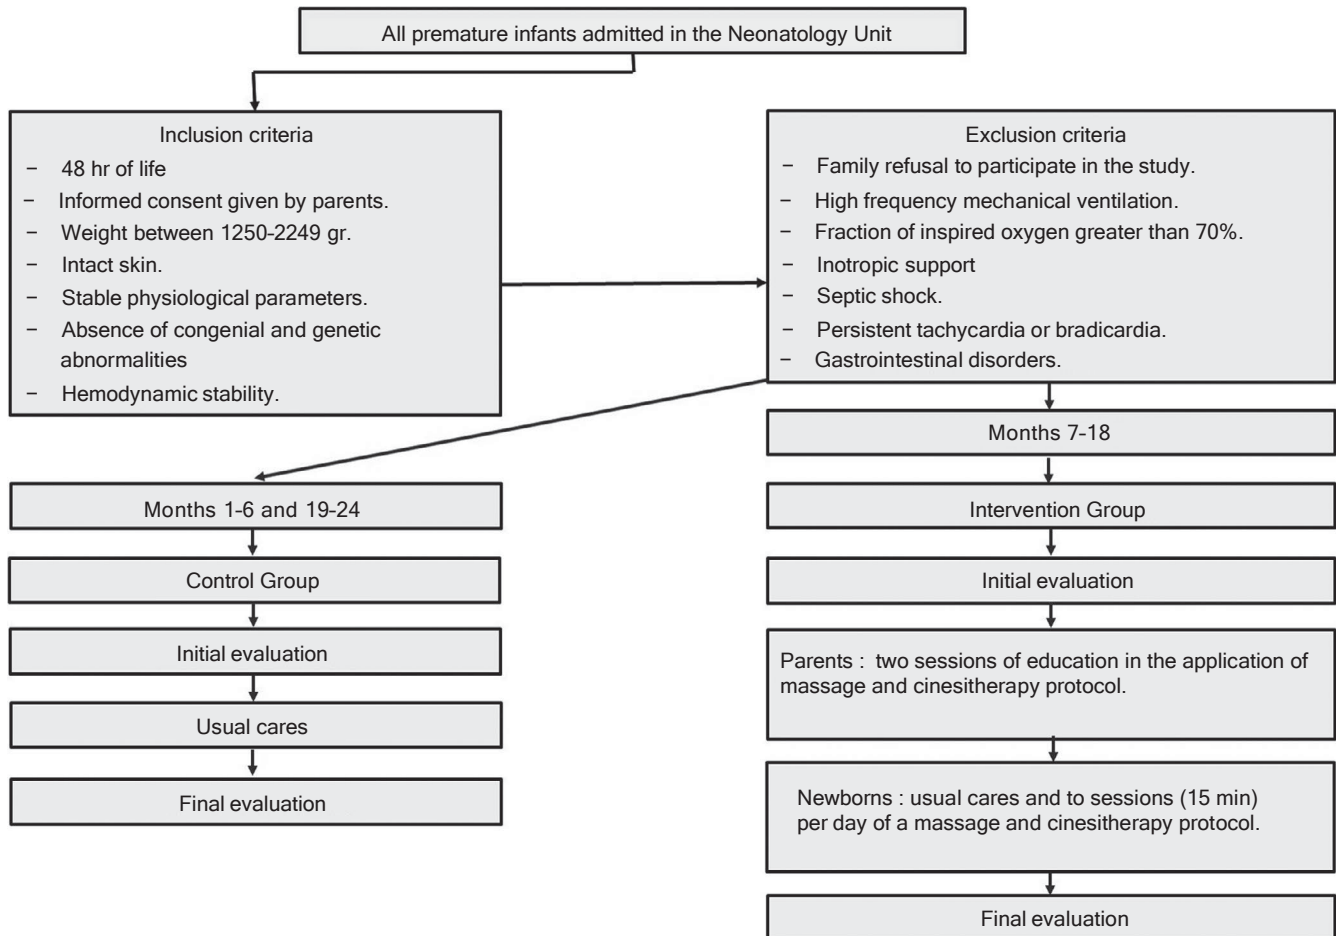 All premature infants admitted in the Neonatology Unit
Inclusion criteria
− 48 hr of life
− Informed consent given by parents.
− Weight between 1250-2249 gr.
− Intact skin.
− Stable physiological parameters.
− Absence of congenial and genetic
abnormalities
− Hemodynamic stability.
Exclusion criteria
− Family refusal to participate in the study.
− High frequency mechanical ventilation.
− Fraction of inspired oxygen greater than 70%.
− Inotropic support
− Septic shock.
− Persistent tachycardia or bradicardia.
− Gastrointestinal disorders.
Months 1-6 and 19-24
Control Group
Initial evaluation
Usual cares
Final evaluation
Months 7-18
Intervention Group
Initial evaluation
Parents : two sessions of education in the application of
massage and cinesitherapy protocol.
Newborns : usual cares and to sessions (15 min)
per day of a massage and cinesitherapy protocol.
Final evaluation